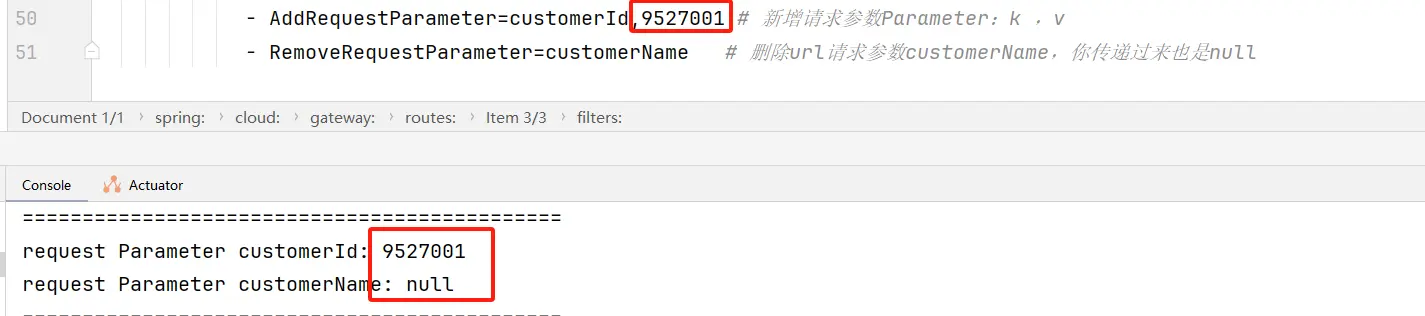 50 - AddRequestParameter=customerId,9527001 # 新增请求参数Parameter：k ，v
51 - RemoveRequestParameter=customerName # 删除url请求参数customerName，你传递过来也是null
Document 1/1 › spring: › cloud: › gateway: › routes: › Item 3/3 › filters:
Console Actuator
=============================================
request Parameter customerId: 9527001
request Parameter customerName: null
=============================================